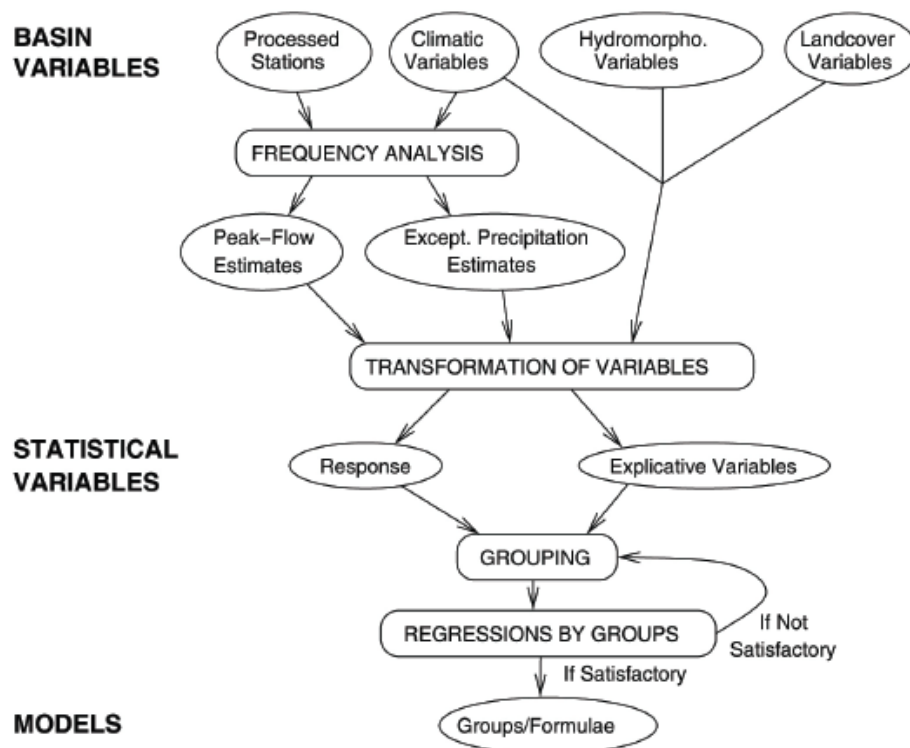 BASIN
VARIABLES
Processed
Stations
Climatic
Variables
Hydromorpho.
Variables
Landcover
Variables
FREQUENCY ANALYSIS
Peak-Flow
Estimates
Except. Precipitation
Estimates
TRANSFORMATION OF VARIABLES
STATISTICAL
VARIABLES
Response
Explicative Variables
GROUPING
REGRESSIONS BY GROUPS
If Not
Satisfactory
If Satisfactory
MODELS
Groups/Formulae